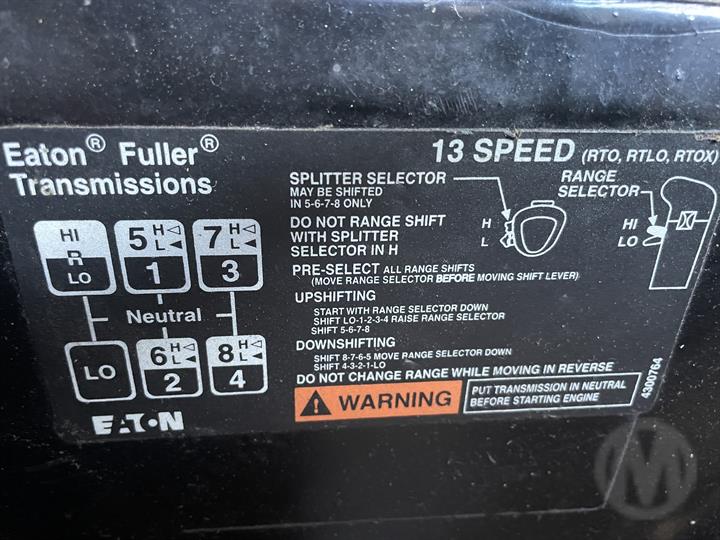 Eaton® Fuller®
Transmissions
HI
R
LO
5 H L
1
7 H L
3
Neutral
LO
6 H L
2
8 H L
4
EATON
13 SPEED (RTO, RTLO, RTOX)
SPLITTER SELECTOR
MAY BE SHIFTED
IN 5-6-7-8 ONLY
H
L
RANGE
SELECTOR
HI
LO
DO NOT RANGE SHIFT
WITH SPLITTER
SELECTOR IN H
PRE-SELECT ALL RANGE SHIFTS
(MOVE RANGE SELECTOR BEFORE MOVING SHIFT LEVER)
UPSHIFTING
START WITH RANGE SELECTOR DOWN
SHIFT LO-1-2-3-4 RAISE RANGE SELECTOR
SHIFT 5-6-7-8
DOWNSHIFTING
SHIFT 8-7-6-5 MOVE RANGE SELECTOR DOWN
SHIFT 4-3-2-1-LO
DO NOT CHANGE RANGE WHILE MOVING IN REVERSE
WARNING
PUT TRANSMISSION IN NEUTRAL
BEFORE STARTING ENGINE
4300764
M